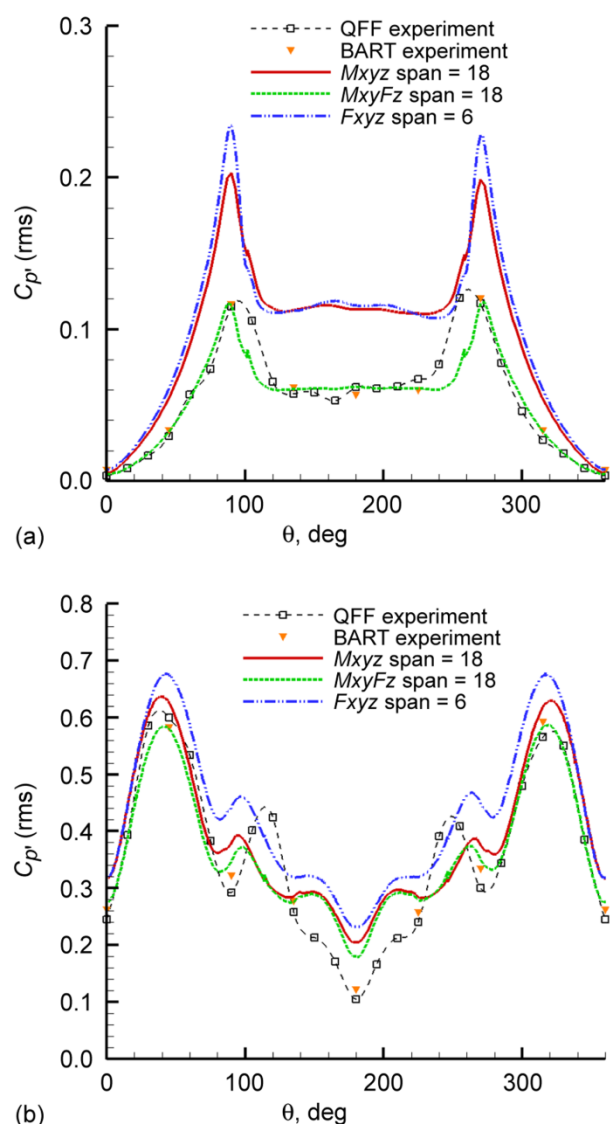 0.3
QFF experiment
BART experiment
Mxyz span = 18
MxyFz span = 18
Fxyz span = 6
0.2
Cp', (rms)
0.1
0.0
0 100 200 300
(a)
θ, deg
0.8
QFF experiment
BART experiment
0.7
Mxyz span = 18
MxyFz span = 18
0.6
Fxyz span = 6
0.5
Cp', (rms)
0.4
0.3
0.2
0.1
0.0
0 100 200 300
(b)
θ, deg